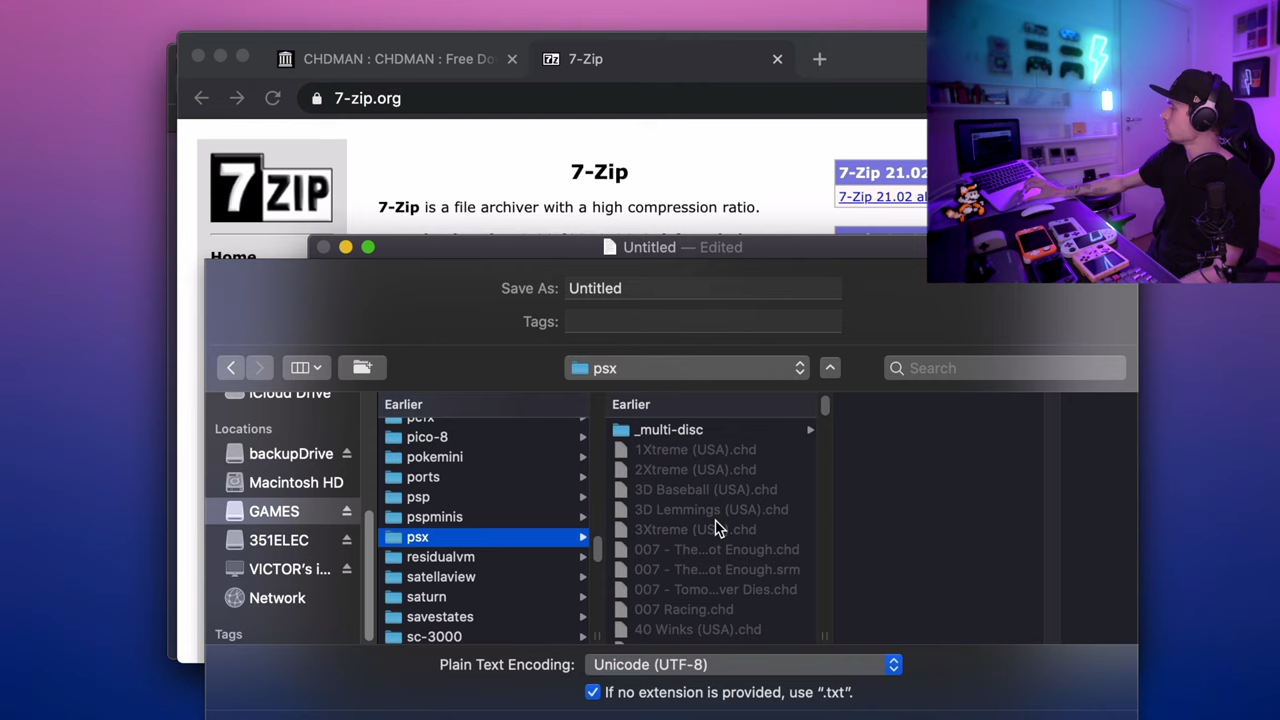 CHDMAN : CHDMAN : Free Do
7-Zip
7-zip.org
7ZIP
7-Zip
7-Zip is a file archiver with a high compression ratio.
7-Zip 21.02
7-Zip 21.02 al
Home
Untitled — Edited
Save As: Untitled
Tags:
psx
Search
iCloud Drive
Locations
backupDrive
Macintosh HD
GAMES
351ELEC
VICTOR's i...
Network
Tags
Earlier
pcfx
pico-8
pokemini
ports
psp
pspminis
psx
residualvm
satellaview
saturn
savestates
sc-3000
Earlier
_multi-disc
1Xtreme (USA).chd
2Xtreme (USA).chd
3D Baseball (USA).chd
3D Lemmings (USA).chd
3Xtreme (USA).chd
007 - The...ot Enough.chd
007 - The...ot Enough.srm
007 - Tomo...ver Dies.chd
007 Racing.chd
40 Winks (USA).chd
Plain Text Encoding: Unicode (UTF-8)
If no extension is provided, use “.txt”.